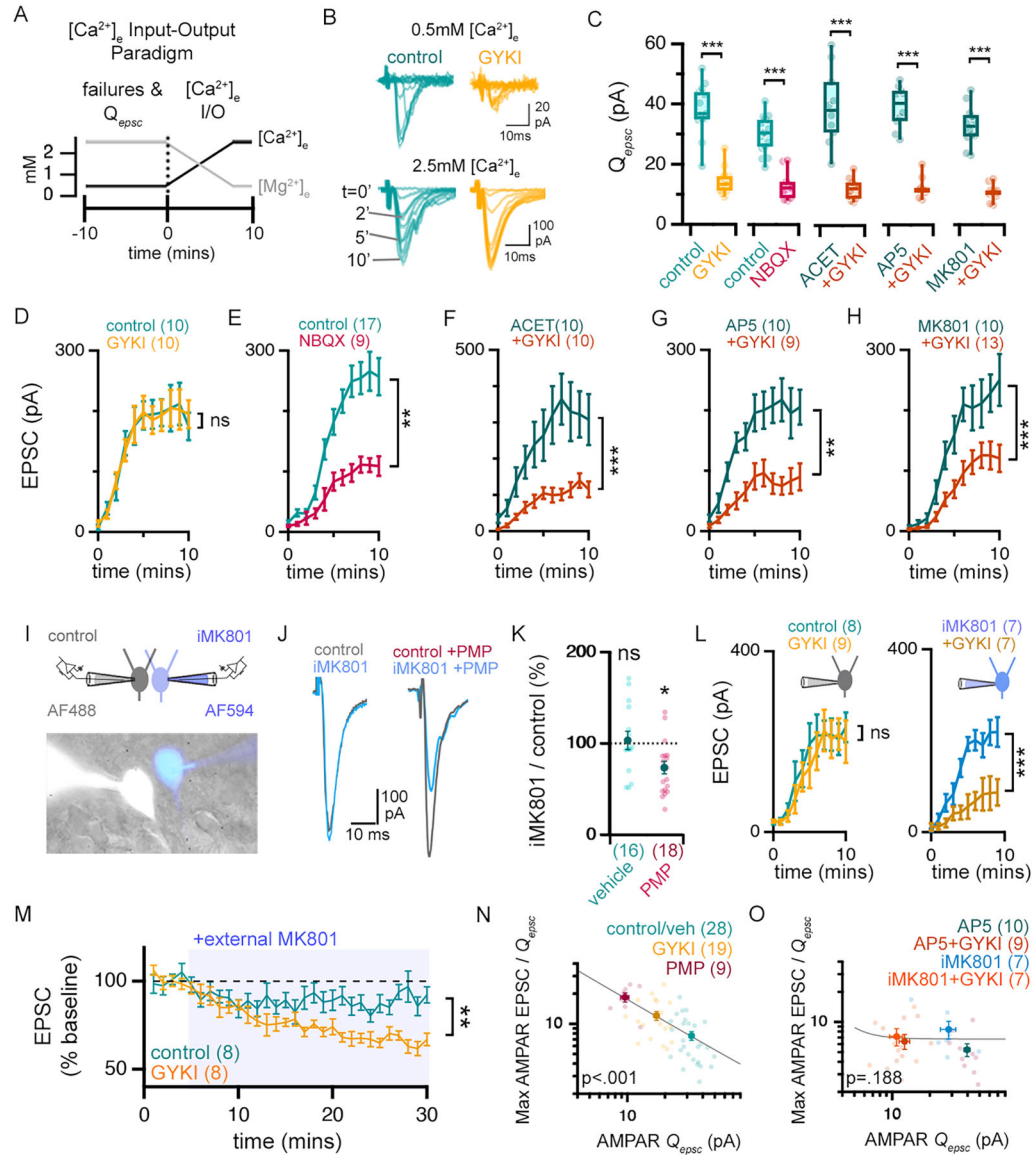 A
[Ca²⁺]ₑ Input-Output
Paradigm
failures &
Qepsc
[Ca²⁺]ₑ
I/O
mM
2
1
0
[Ca²⁺]ₑ
[Mg²⁺]ₑ
-10
0
10
time (mins)
B
0.5mM [Ca²⁺]ₑ
control
GYKI
20
pA
10ms
2.5mM [Ca²⁺]ₑ
t=0'
2'
5'
10'
100
pA
10ms
C
Qepsc (pA)
60
40
20
0
***
***
***
***
***
control
GYKI
control
NBQX
ACET
+GYKI
AP5
+GYKI
MK801
+GYKI
D
control (10)
GYKI (10)
EPSC (pA)
300
0
ns
0
10
time (mins)
E
control (17)
NBQX (9)
300
0
**
0
10
time (mins)
F
ACET(10)
+GYKI (10)
500
0
***
0
10
time (mins)
G
AP5 (10)
+GYKI (9)
300
0
**
0
10
time (mins)
H
MK801 (10)
+GYKI (13)
300
0
***
0
10
time (mins)
I
control
iMK801
AF488
AF594
J
control
iMK801
control +PMP
iMK801 +PMP
100
pA
10 ms
K
iMK801 / control (%)
200
100
0
ns
*
(16)
(18)
vehicle
PMP
L
control (8)
GYKI (9)
EPSC (pA)
400
0
ns
0
10
time (mins)
iMK801 (7)
+GYKI (7)
400
0
***
0
10
time (mins)
M
+external MK801
EPSC
(% baseline)
100
50
control (8)
GYKI (8)
**
0
10
20
30
time (mins)
N
control/veh (28)
GYKI (19)
PMP (9)
Max AMPAR EPSC / Qepsc
10
p<.001
10
AMPAR Qepsc (pA)
O
AP5 (10)
AP5+GYKI (9)
iMK801 (7)
iMK801+GYKI (7)
Max AMPAR EPSC / Qepsc
10
p=.188
10
AMPAR Qepsc (pA)